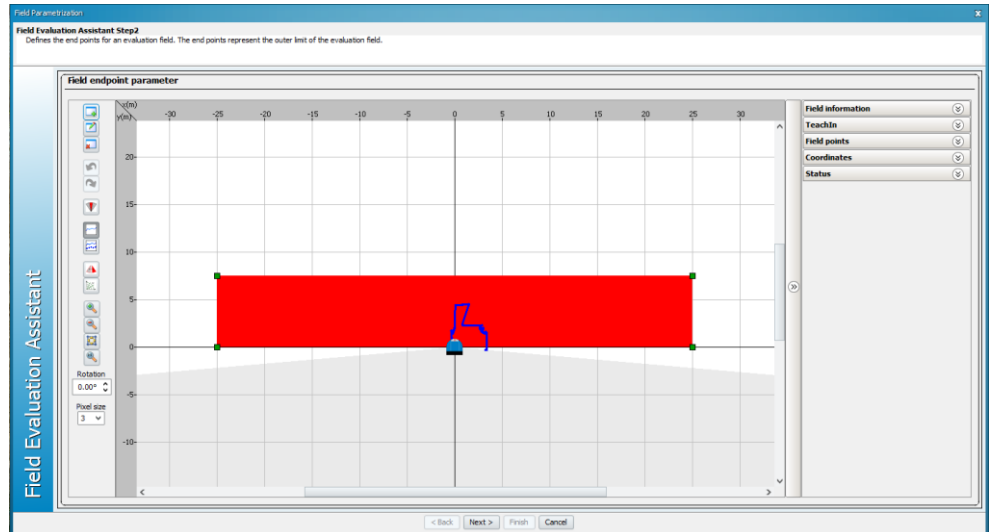 Field Parametrization
Field Evaluation Assistant Step2
Defines the end points for an evaluation field. The end points represent the outer limit of the evaluation field.
Field endpoint parameter
x(m)
y(m)
-30 -25 -20 -15 -10 -5 0 5 10 15 20 25 30
20-
15-
10-
5-
0-
-5-
-10-
Rotation
0.00°
Pixel size
3
Field information
TeachIn
Field points
Coordinates
Status
Field Evaluation Assistant
< Back Next > Finish Cancel